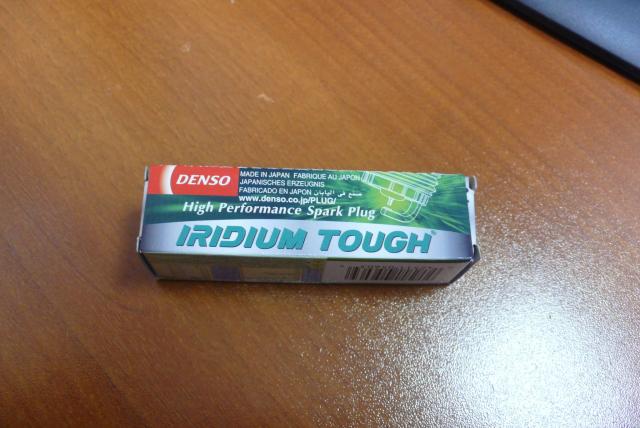 DENSO
MADE IN JAPAN FABRIQUE AU JAPON
JAPANISCHES ERZEUGNIS
FABRICADO EN JAPON صنع في اليابان
www.denso.co.jp/PLUG/
High Performance Spark Plug
IRIDIUM TOUGH